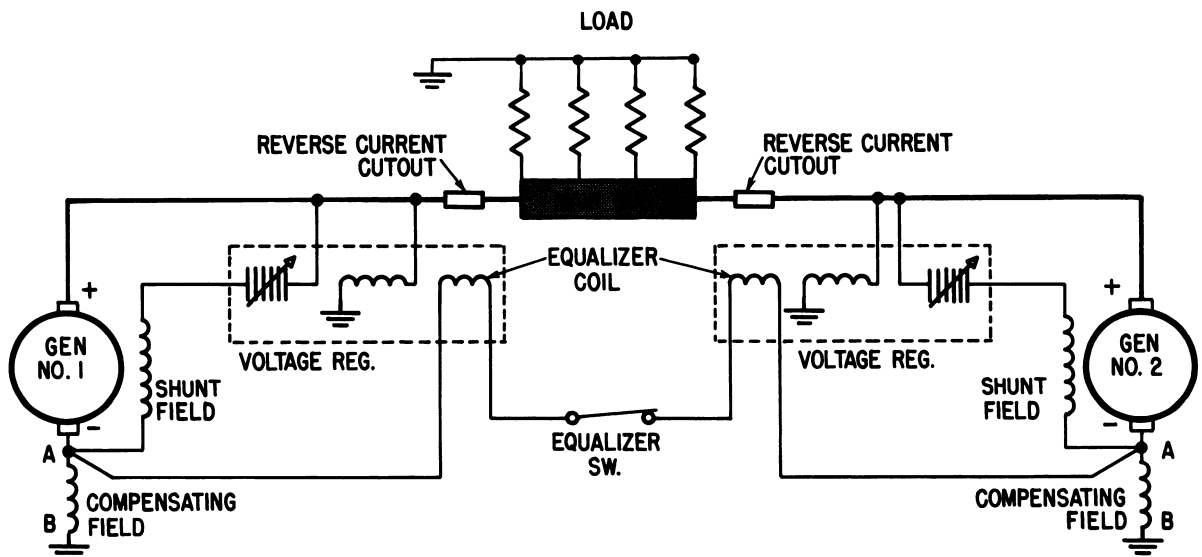 LOAD
REVERSE CURRENT
CUTOUT
REVERSE CURRENT
CUTOUT
EQUALIZER
COIL
+
+
GEN
NO. 1
GEN
NO. 2
VOLTAGE REG.
VOLTAGE REG.
SHUNT
FIELD
SHUNT
FIELD
−
−
EQUALIZER
SW.
A
A
COMPENSATING
FIELD
COMPENSATING
FIELD
B
B